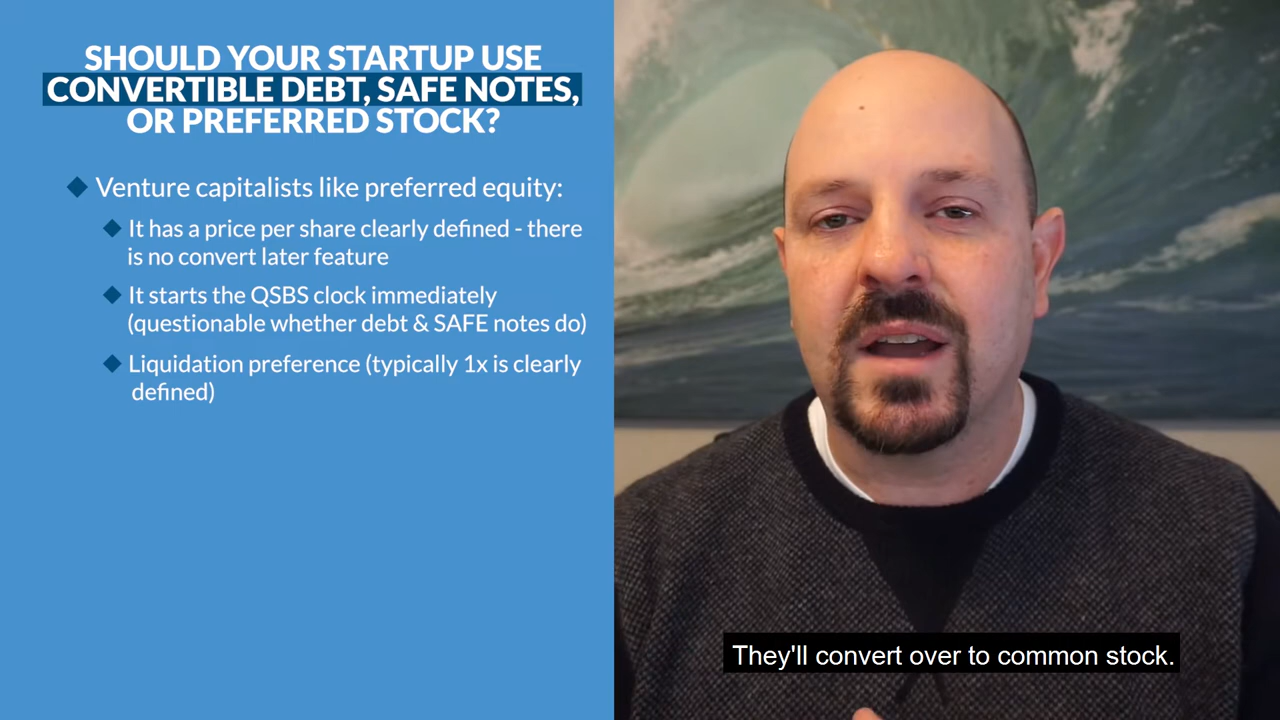 SHOULD YOUR STARTUP USE
CONVERTIBLE DEBT, SAFE NOTES,
OR PREFERRED STOCK?
Venture capitalists like preferred equity:
It has a price per share clearly defined - there
is no convert later feature
It starts the QSBS clock immediately
(questionable whether debt & SAFE notes do)
Liquidation preference (typically 1x is clearly
defined)
They'll convert over to common stock.